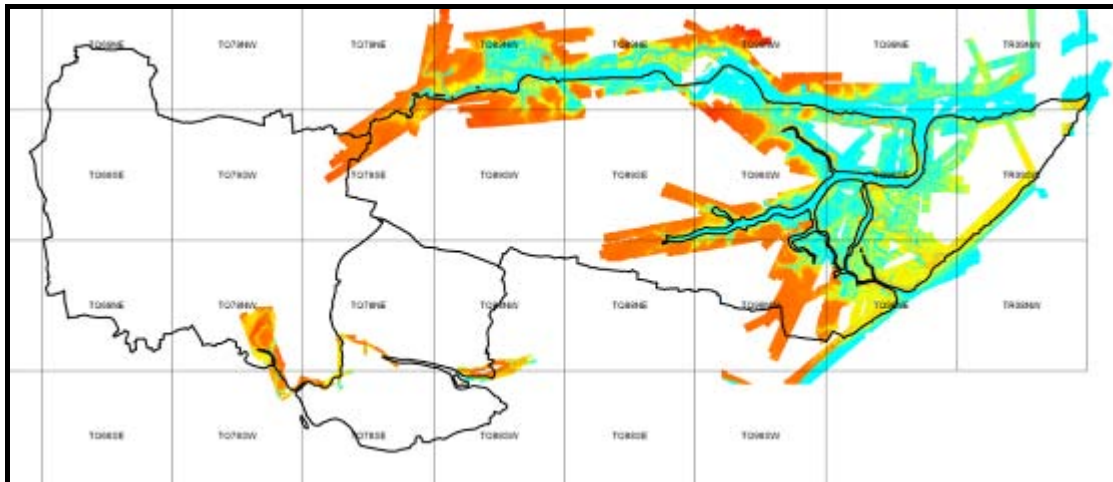 TQ69NE TQ79NW TQ79NE TQ89NW TQ89NE TQ99NW TQ99NE TR09NW
TQ69SE TQ79SW TQ79SE TQ89SW TQ89SE TQ99SW TQ99SE TR09SW
TQ68NE TQ78NW TQ78NE TQ88NW TQ88NE TQ98NW TQ98NE TR08NW
TQ68SE TQ78SW TQ78SE TQ88SW TQ88SE TQ98SW